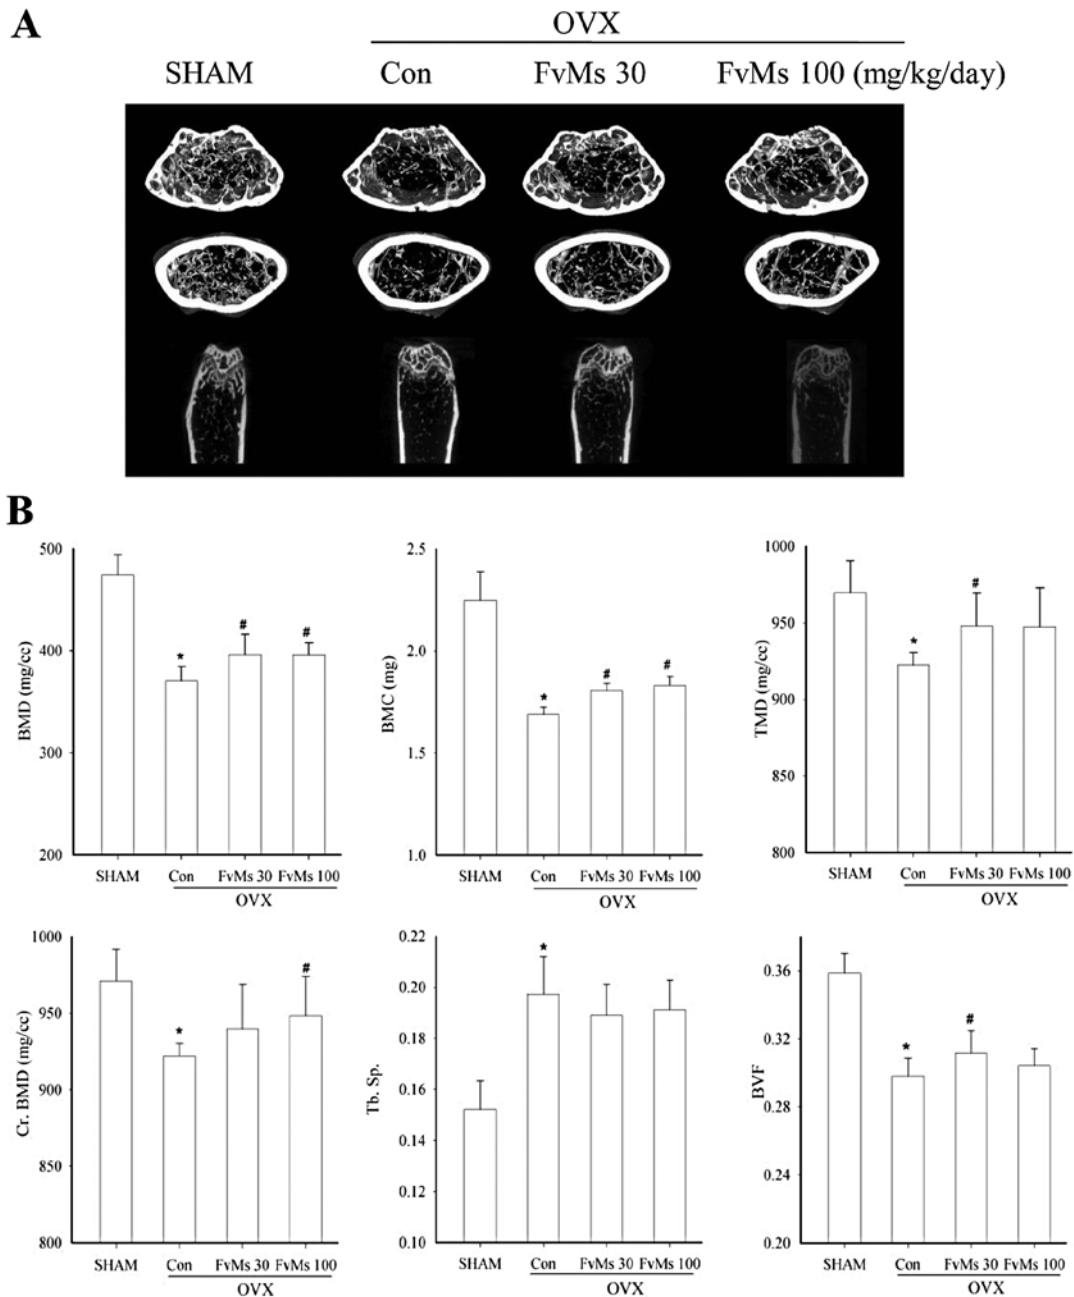 A
OVX
SHAM Con FvMs 30 FvMs 100 (mg/kg/day)
B
500
400
300
200
BMD (mg/cc)
*
#
#
SHAM Con FvMs 30 FvMs 100
OVX
2.5
2.0
1.5
1.0
BMC (mg)
*
#
#
SHAM Con FvMs 30 FvMs 100
OVX
1000
950
900
850
800
TMD (mg/cc)
*
#
SHAM Con FvMs 30 FvMs 100
OVX
1000
950
900
850
800
Cr. BMD (mg/cc)
*
#
SHAM Con FvMs 30 FvMs 100
OVX
0.22
0.20
0.18
0.16
0.14
0.12
0.10
Tb. Sp.
*
SHAM Con FvMs 30 FvMs 100
OVX
0.36
0.32
0.28
0.24
0.20
BVF
*
#
SHAM Con FvMs 30 FvMs 100
OVX